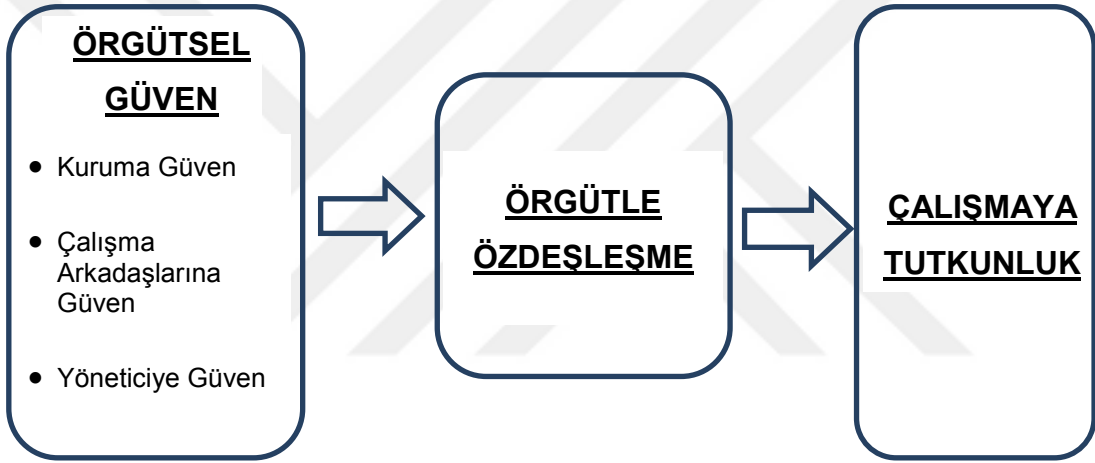 ÖRGÜTSEL
GÜVEN
• Kuruma Güven
• Çalışma
Arkadaşlarına
Güven
• Yöneticiye Güven
ÖRGÜTLE
ÖZDEŞLEŞME
ÇALIŞMAYA
TUTKUNLUK